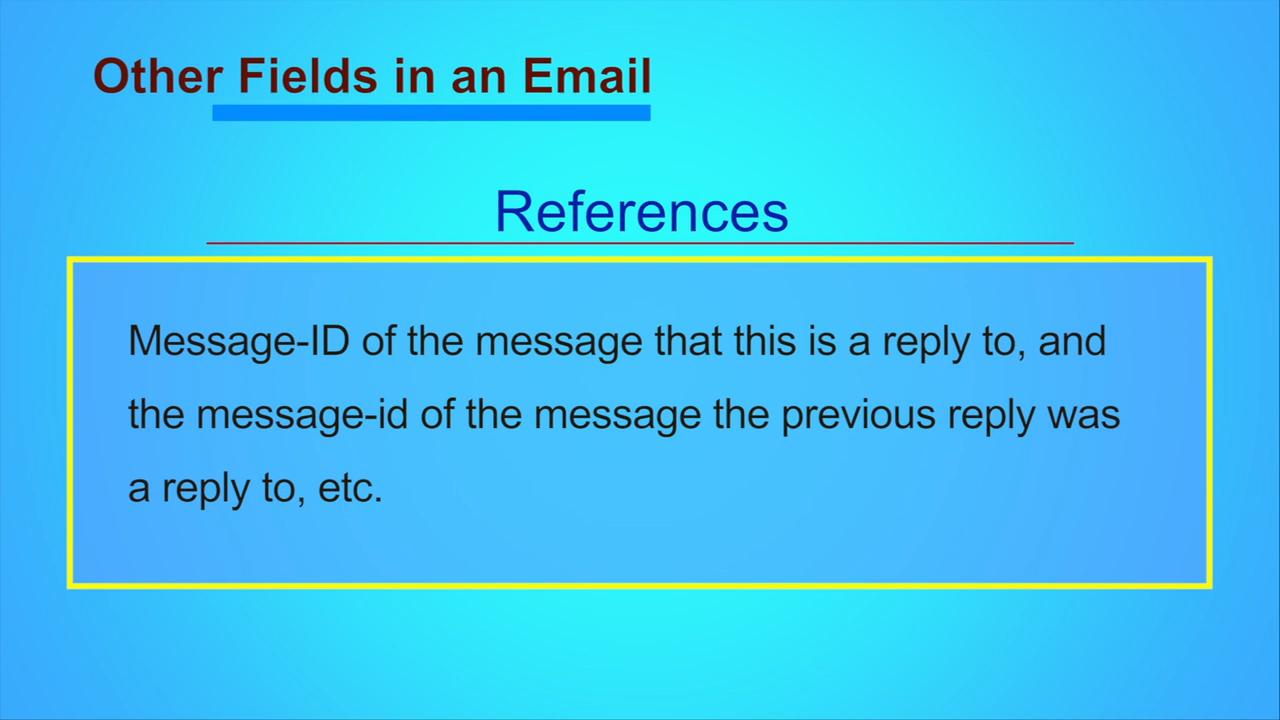 Other Fields in an Email
References
Message-ID of the message that this is a reply to, and
the message-id of the message the previous reply was
a reply to, etc.